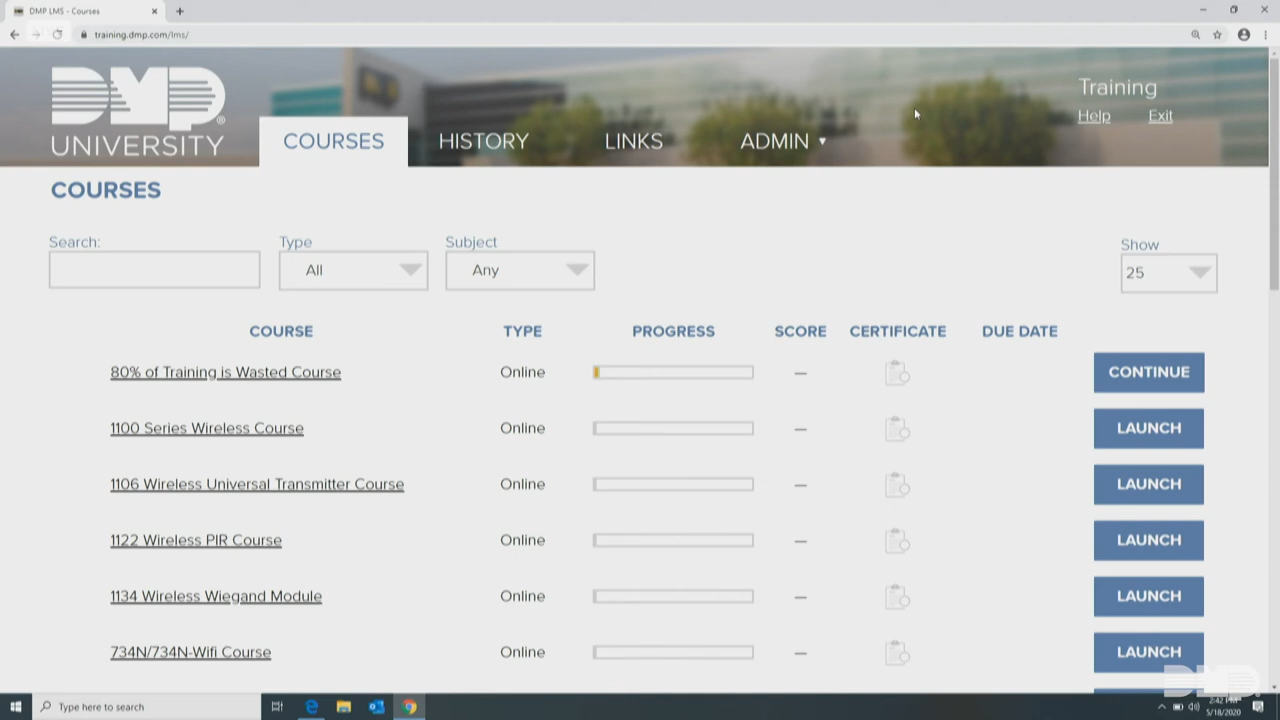 DMP LMS - Courses
training.dmp.com/lms/
DMP
UNIVERSITY
COURSES
HISTORY
LINKS
ADMIN
Training
Help
Exit
COURSES
Search:
Type
Subject
Show
All
Any
25
COURSE TYPE PROGRESS SCORE CERTIFICATE DUE DATE
80% of Training is Wasted Course Online — CONTINUE
1100 Series Wireless Course Online — LAUNCH
1106 Wireless Universal Transmitter Course Online — LAUNCH
1122 Wireless PIR Course Online — LAUNCH
1134 Wireless Wiegand Module Online — LAUNCH
734N/734N-Wifi Course Online — LAUNCH
DMP
Type here to search
2:42 PM
5/18/2020